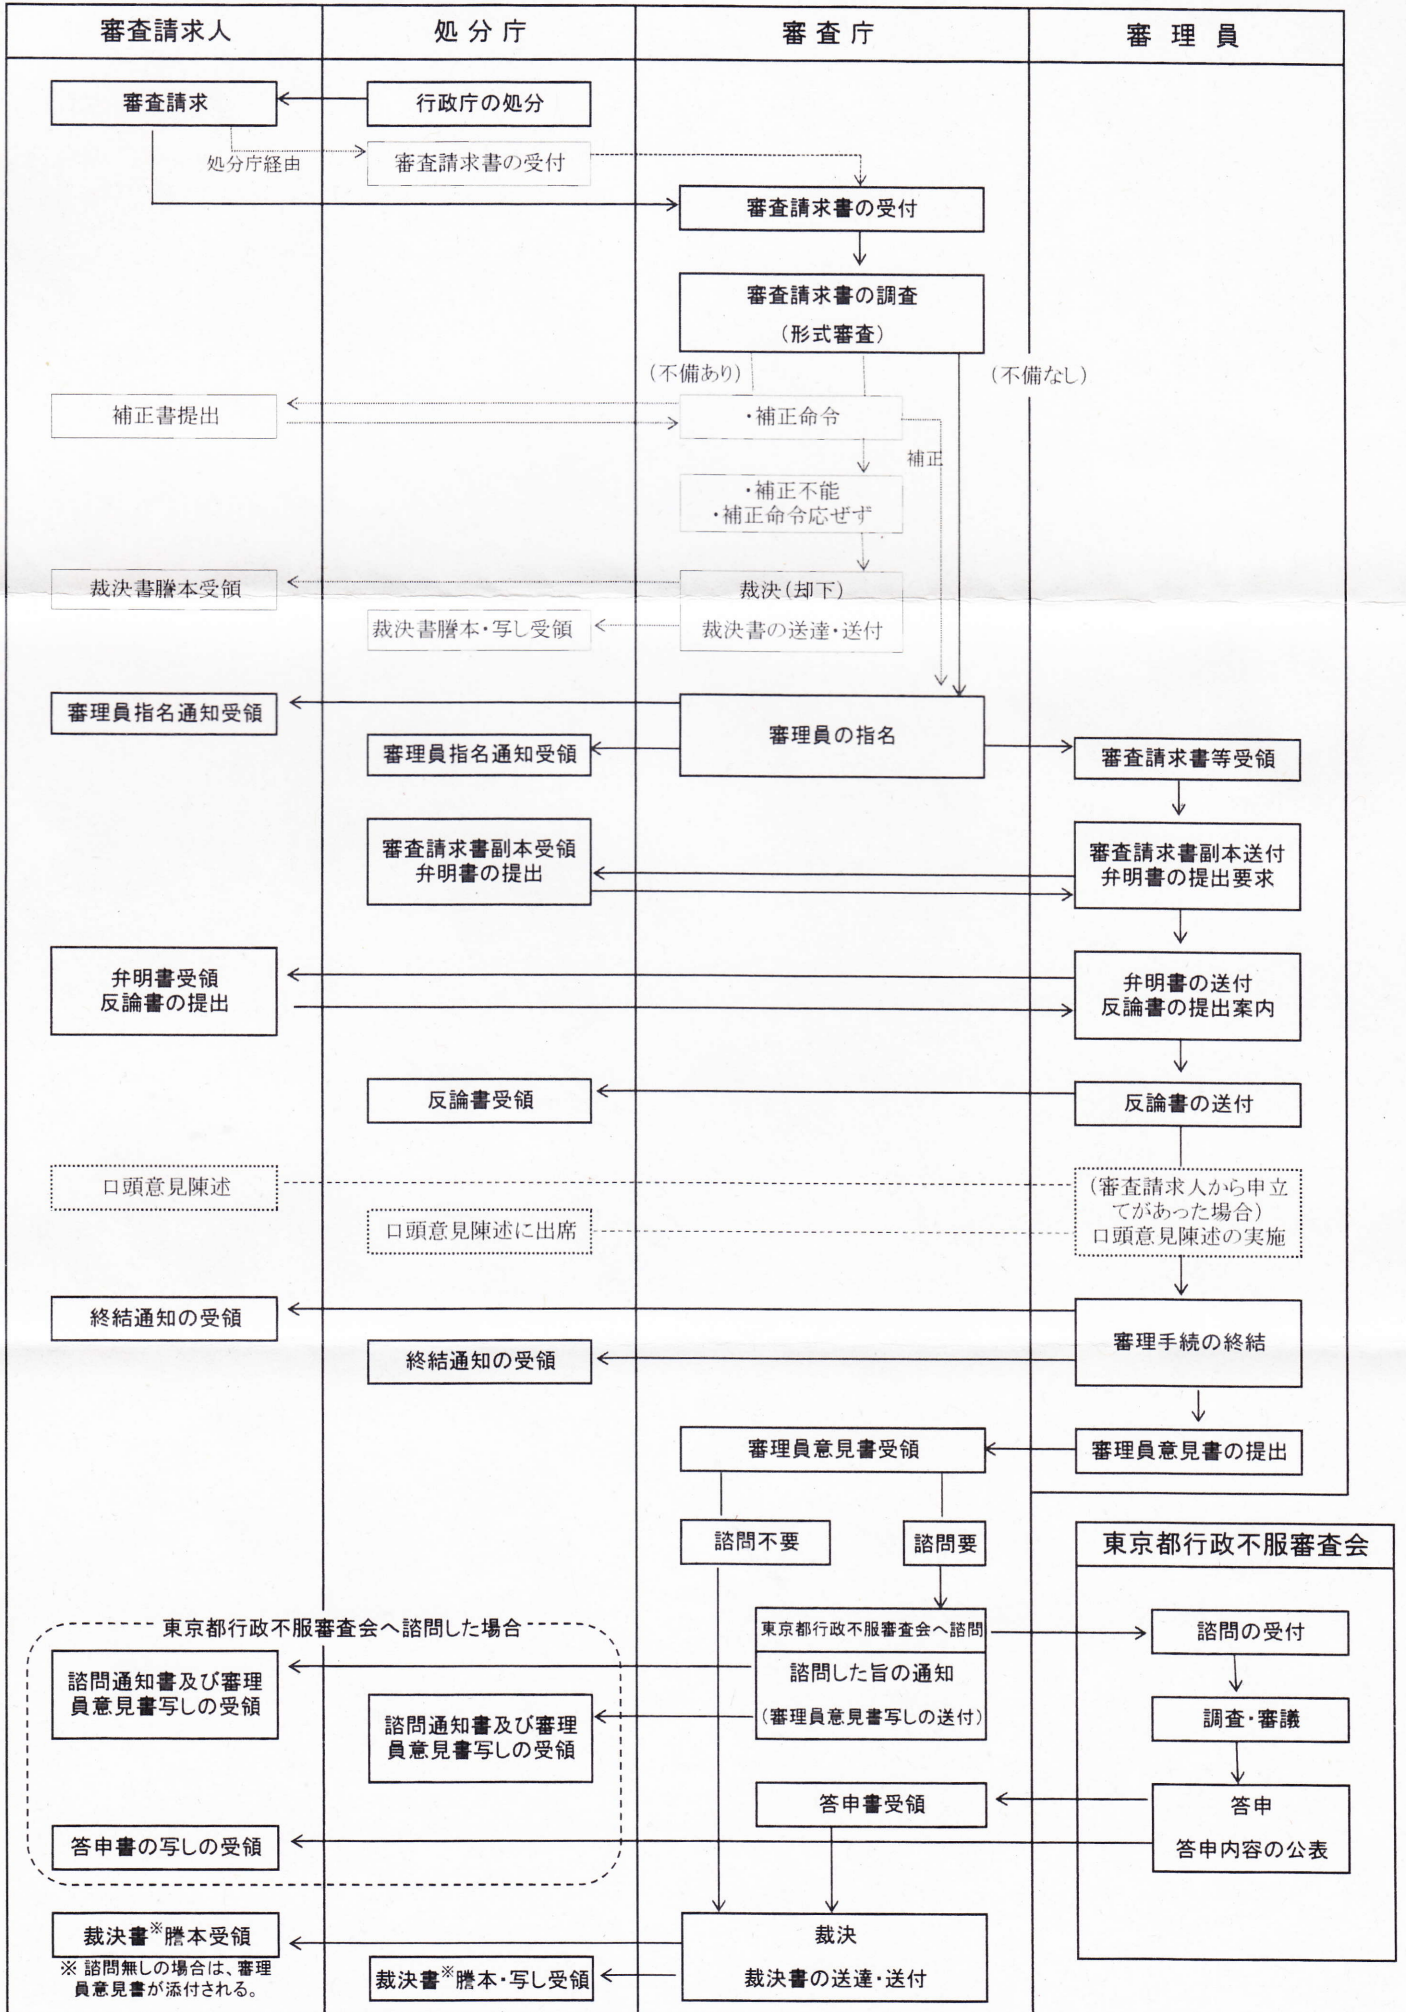 審査請求人
処分庁
審査庁
審理員
審査請求
行政庁の処分
処分庁経由
審査請求書の受付
審査請求書の受付
審査請求書の調査
(形式審査)
(不備あり)
(不備なし)
補正書提出
・補正命令
補正
・補正不能
・補正命令応ぜず
裁決書謄本受領
裁決(却下)
裁決書謄本・写し受領
裁決書の送達・送付
審理員指名通知受領
審理員の指名
審理員指名通知受領
審査請求書等受領
審査請求書副本受領
弁明書の提出
審査請求書副本送付
弁明書の提出要求
弁明書受領
反論書の提出
弁明書の送付
反論書の提出案内
反論書受領
反論書の送付
口頭意見陳述
(審査請求人から申立
てがあった場合)
口頭意見陳述の実施
口頭意見陳述に出席
終結通知の受領
審理手続の終結
終結通知の受領
審理員意見書受領
審理員意見書の提出
諮問不要
諮問要
東京都行政不服審査会
東京都行政不服審査会へ諮問した場合
東京都行政不服審査会へ諮問
諮問の受付
諮問通知書及び審理
員意見書写しの受領
諮問した旨の通知
(審理員意見書写しの送付)
諮問通知書及び審理
員意見書写しの受領
調査・審議
答申書受領
答申
答申内容の公表
答申書の写しの受領
裁決書※謄本受領
※ 諮問無しの場合は、審理
員意見書が添付される。
裁決書※謄本・写し受領
裁決
裁決書の送達・送付